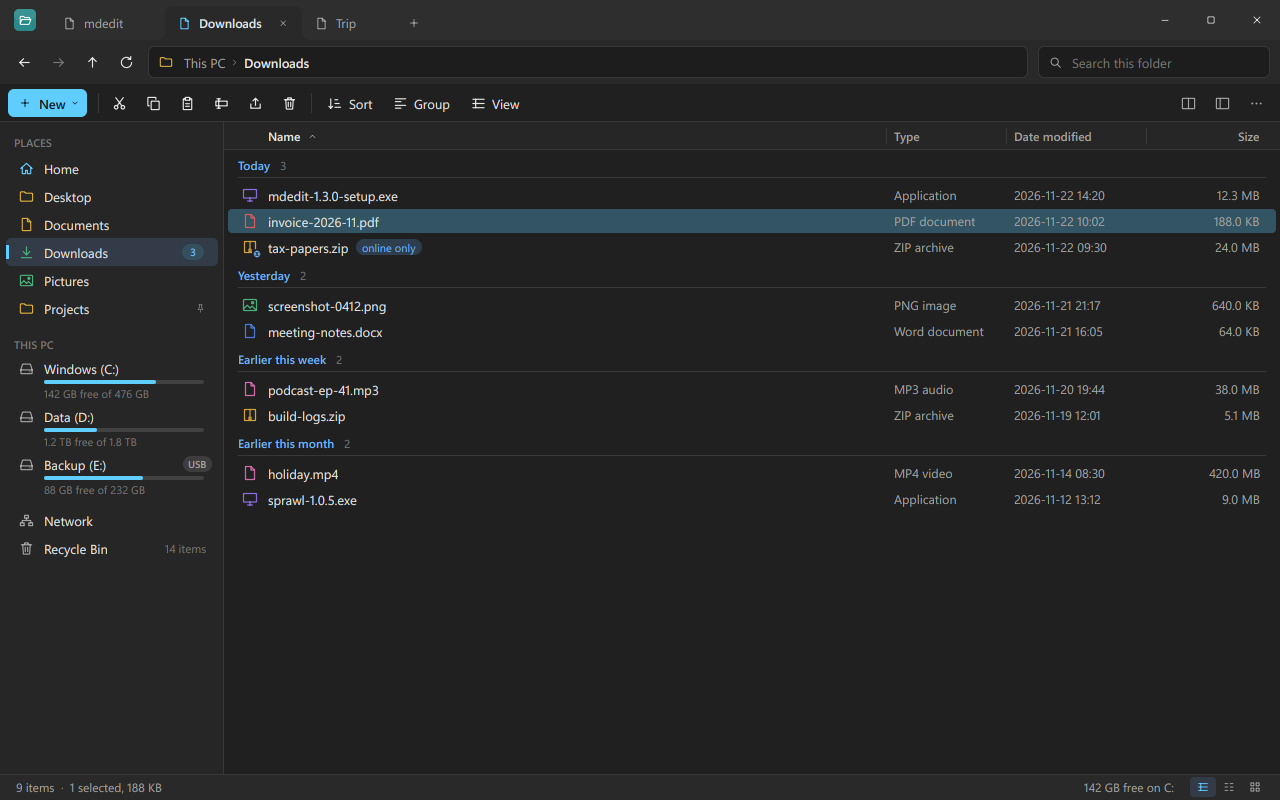 mdedit
Downloads
Trip
This PC
Downloads
Search this folder
New
Sort
Group
View
PLACES
Home
Desktop
Documents
Downloads 3
Pictures
Projects
THIS PC
Windows (C:)
142 GB free of 476 GB
Data (D:)
1.2 TB free of 1.8 TB
Backup (E:) USB
88 GB free of 232 GB
Network
Recycle Bin 14 items
Name Type Date modified Size
Today 3
mdedit-1.3.0-setup.exe Application 2026-11-22 14:20 12.3 MB
invoice-2026-11.pdf PDF document 2026-11-22 10:02 188.0 KB
tax-papers.zip online only ZIP archive 2026-11-22 09:30 24.0 MB
Yesterday 2
screenshot-0412.png PNG image 2026-11-21 21:17 640.0 KB
meeting-notes.docx Word document 2026-11-21 16:05 64.0 KB
Earlier this week 2
podcast-ep-41.mp3 MP3 audio 2026-11-20 19:44 38.0 MB
build-logs.zip ZIP archive 2026-11-19 12:01 5.1 MB
Earlier this month 2
holiday.mp4 MP4 video 2026-11-14 08:30 420.0 MB
sprawl-1.0.5.exe Application 2026-11-12 13:12 9.0 MB
9 items · 1 selected, 188 KB
142 GB free on C: